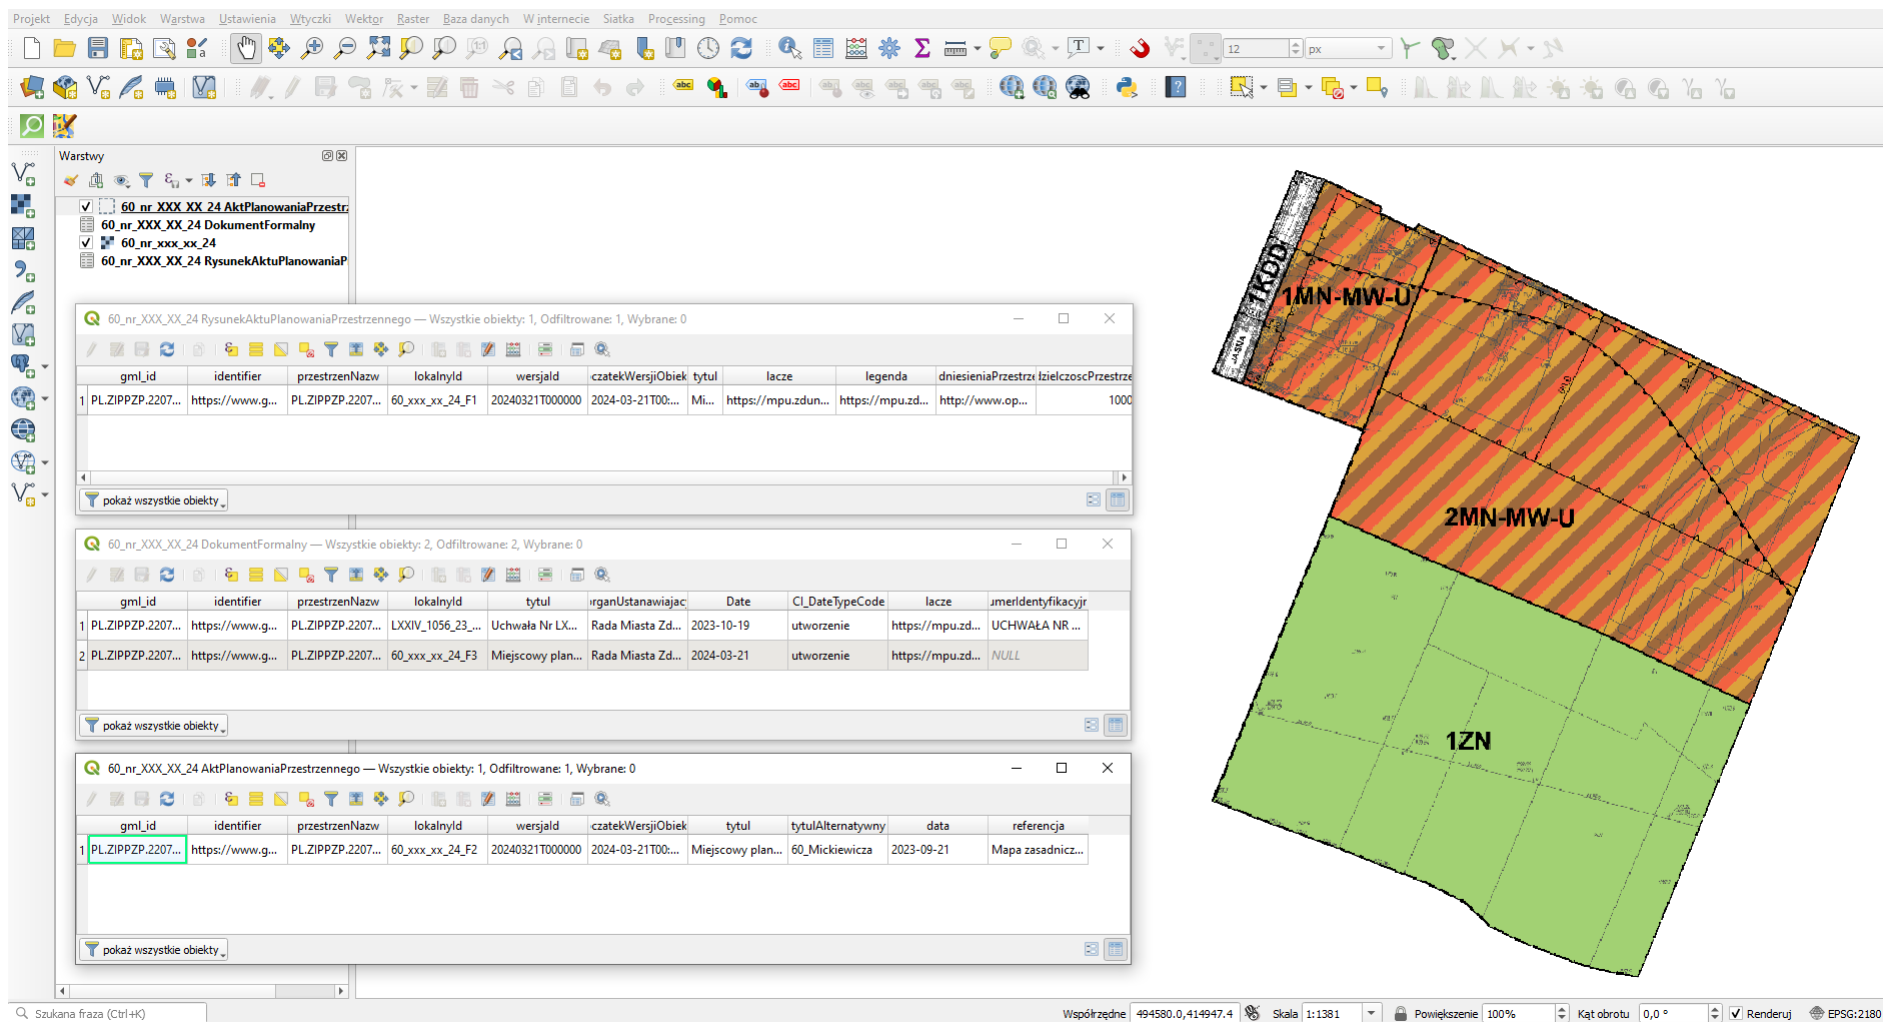 Projekt Edycja Widok Warstwa Ustawienia Wtyczki Wektor Raster Baza danych W internecie Siatka Processing Pomoc
12 px
Warstwy
60_nr_XXX_XX_24 AktPlanowaniaPrzestrz
60_nr_XXX_XX_24 DokumentFormalny
60_nr_xxx_xx_24
60_nr_XXX_XX_24 RysunekAktuPlanowaniaP
60_nr_XXX_XX_24 RysunekAktuPlanowaniaPrzestrzennego — Wszystkie obiekty: 1, Odfiltrowane: 1, Wybrane: 0
gml_id identifier przestrzenNazw lokalnyId wersjaId czatekWersjiObiek tytul lacze legenda dniesieniaPrzestrze dzielczoscPrzestrze
1 PL.ZIPPZP.2207... https://www.g... PL.ZIPPZP.2207... 60_xxx_xx_24_F1 20240321T000000 2024-03-21T00:... Mi... https://mpu.zdun... https://mpu.zd... http://www.op... 1000
pokaż wszystkie obiekty
60_nr_XXX_XX_24 DokumentFormalny — Wszystkie obiekty: 2, Odfiltrowane: 2, Wybrane: 0
gml_id identifier przestrzenNazw lokalnyId tytul organUstanawiajac Date CI_DateTypeCode lacze umerIdentyfikacyjn
1 PL.ZIPPZP.2207... https://www.g... PL.ZIPPZP.2207... LXXIV_1056_23_... Uchwała Nr LX... Rada Miasta Zd... 2023-10-19 utworzenie https://mpu.zd... UCHWAŁA NR ...
2 PL.ZIPPZP.2207... https://www.g... PL.ZIPPZP.2207... 60_xxx_xx_24_F3 Miejscowy plan... Rada Miasta Zd... 2024-03-21 utworzenie https://mpu.zd... NULL
pokaż wszystkie obiekty
60_nr_XXX_XX_24 AktPlanowaniaPrzestrzennego — Wszystkie obiekty: 1, Odfiltrowane: 1, Wybrane: 0
gml_id identifier przestrzenNazw lokalnyId wersjaId czatekWersjiObiek tytul tytulAlternatywny data referencja
1 PL.ZIPPZP.2207... https://www.g... PL.ZIPPZP.2207... 60_xxx_xx_24_F2 20240321T000000 2024-03-21T00:... Miejscowy plan... 60_Mickiewicza 2023-09-21 Mapa zasadnicz...
pokaż wszystkie obiekty
1KDD
JASNA
1MN-MW-U
2MN-MW-U
1ZN
Szukana fraza (Ctrl+K) Współrzędne 494580.0,414947.4 Skala 1:1381 Powiększenie 100% Kąt obrotu 0,0 ° Renderuj EPSG:2180